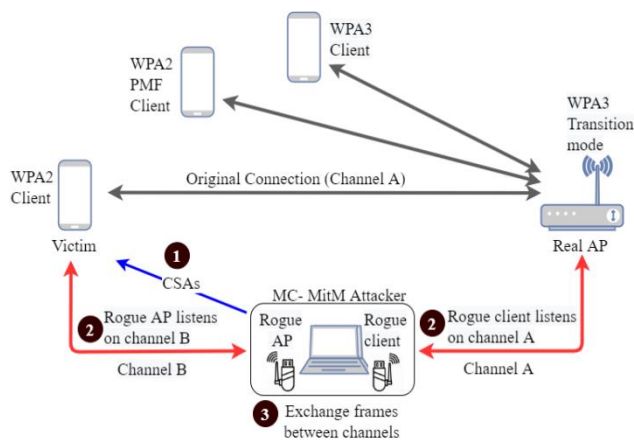 WPA3
Client
WPA2
PMF
Client
WPA3
Transition
mode
WPA2
Client
Original Connection (Channel A)
Victim
Real AP
1
CSAs
MC- MitM Attacker
2
Rogue AP listens
on channel B
Channel B
Rogue
AP
Rogue
client
2
Rogue client listens
on channel A
Channel A
3
Exchange frames
between channels